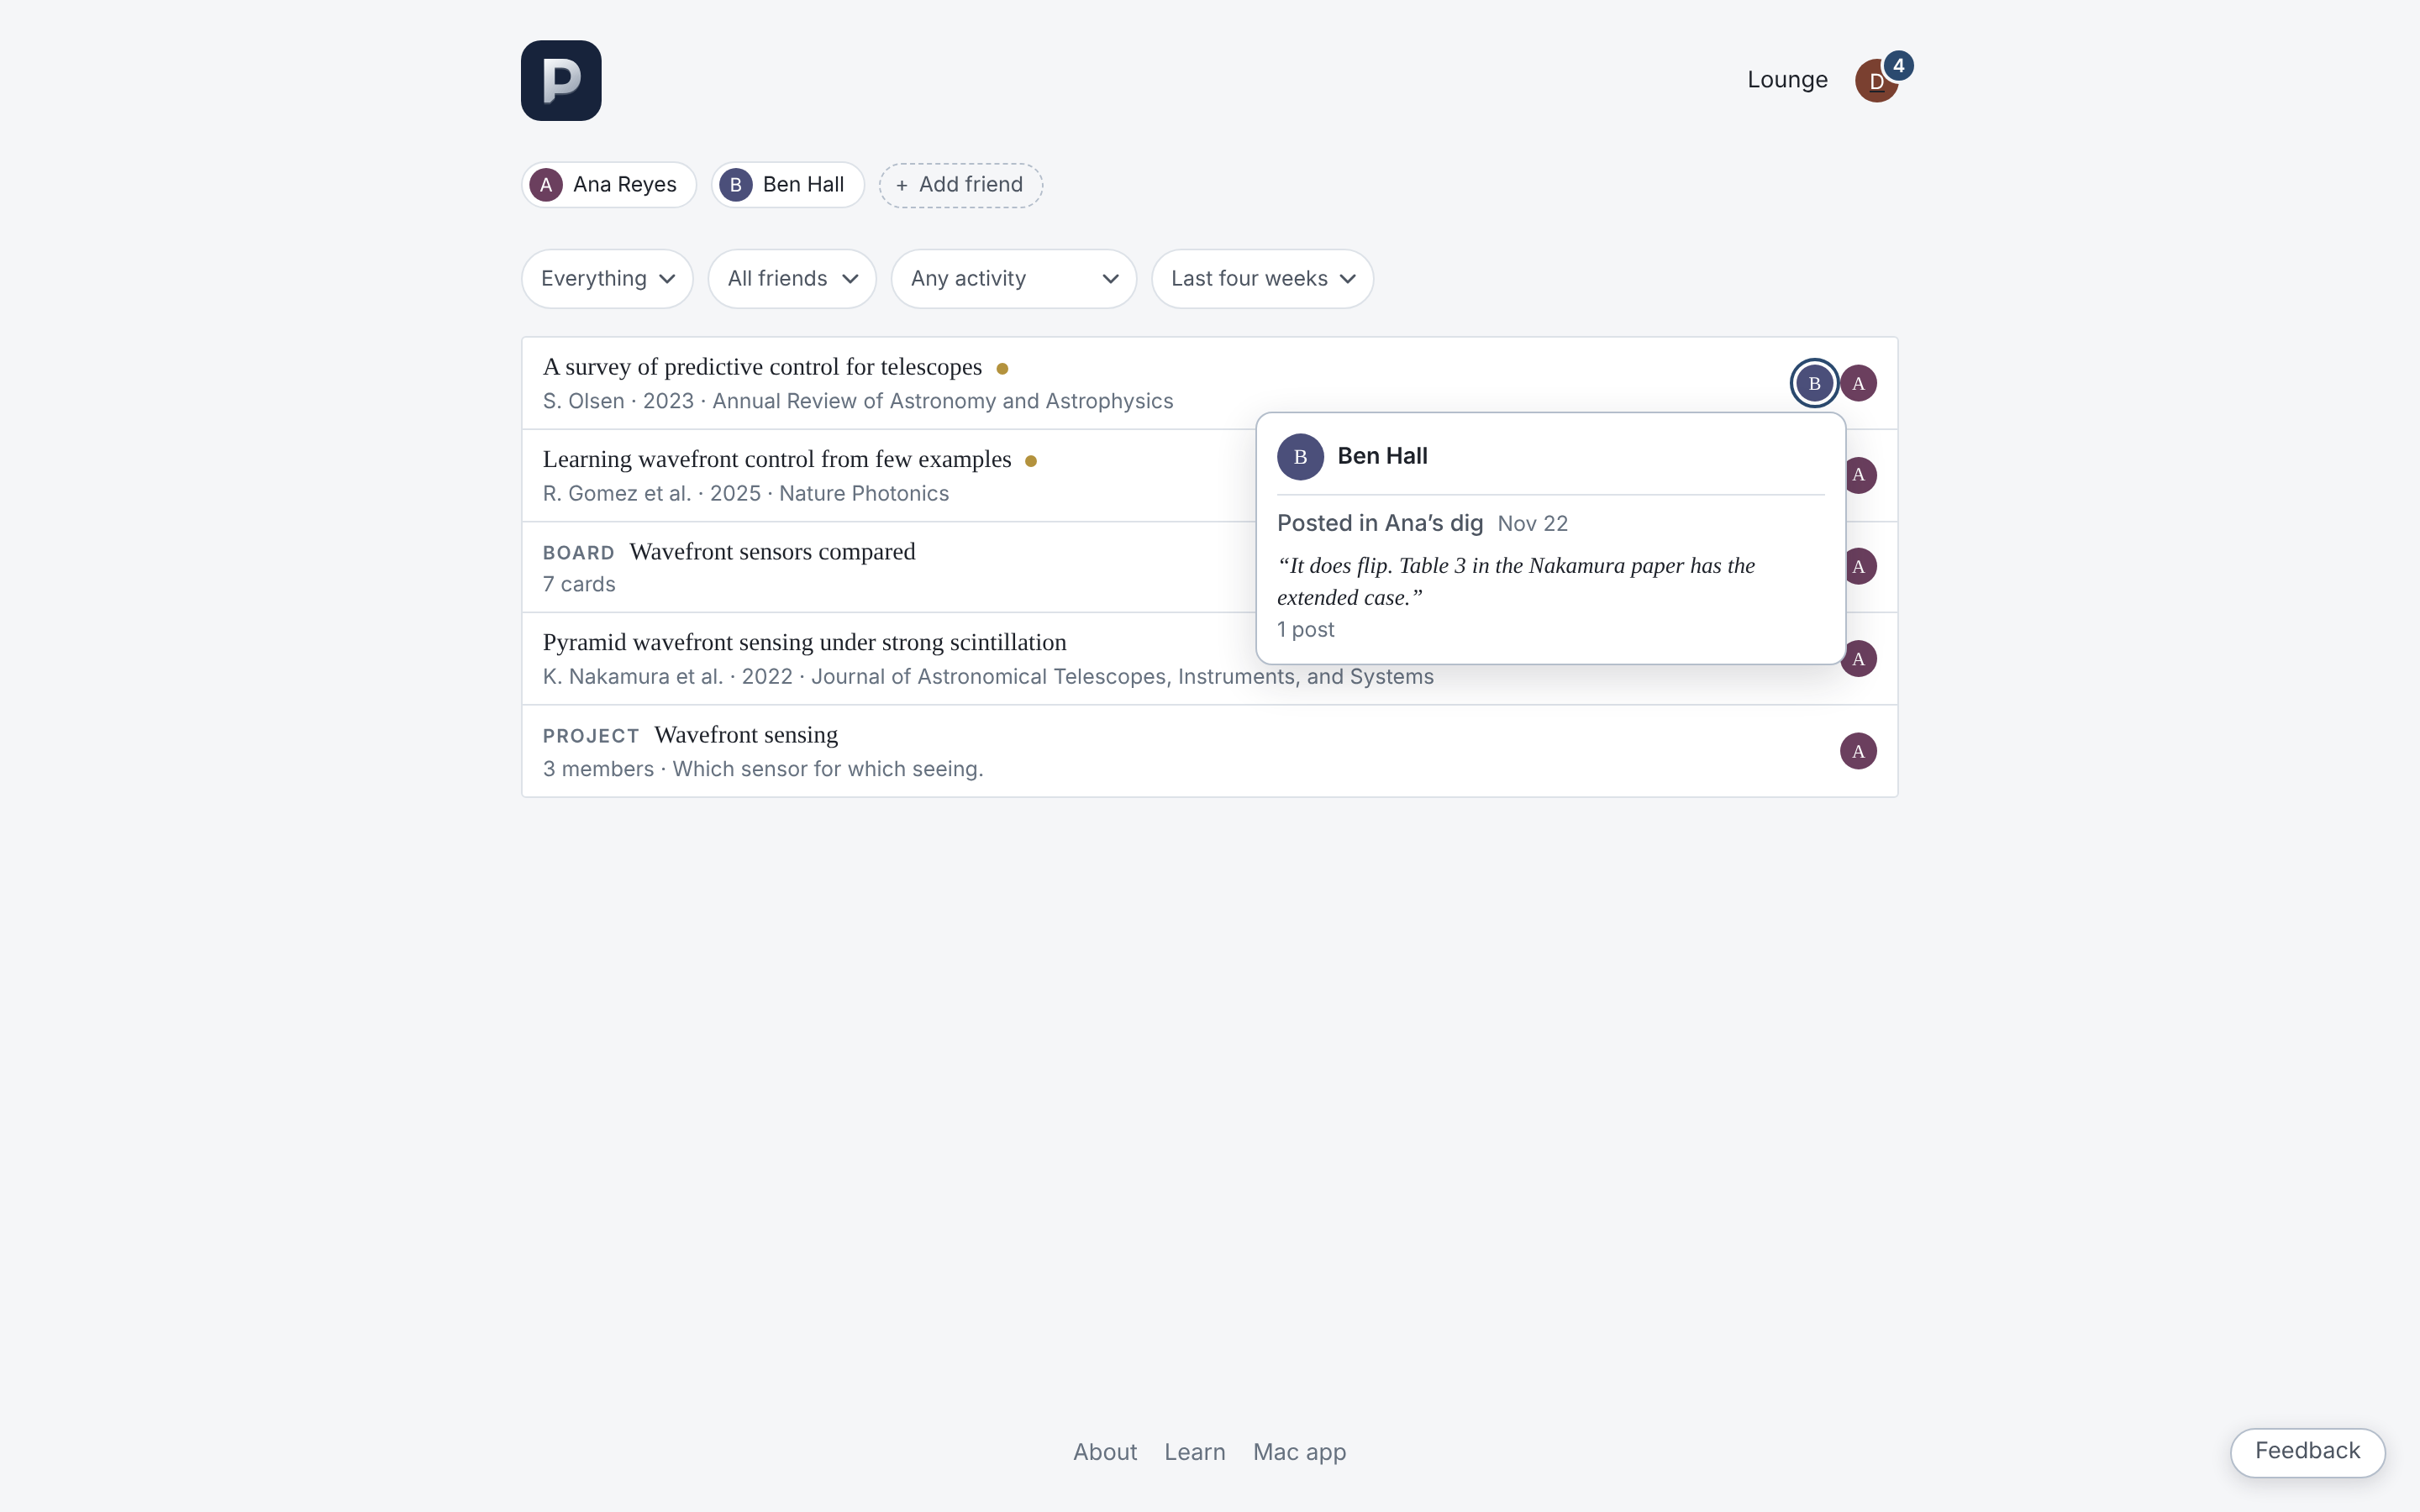 P
Lounge
D
4
A Ana Reyes
B Ben Hall
+ Add friend
Everything
All friends
Any activity
Last four weeks
A survey of predictive control for telescopes
S. Olsen · 2023 · Annual Review of Astronomy and Astrophysics
B
A
Learning wavefront control from few examples
R. Gomez et al. · 2025 · Nature Photonics
A
BOARD Wavefront sensors compared
7 cards
A
Pyramid wavefront sensing under strong scintillation
K. Nakamura et al. · 2022 · Journal of Astronomical Telescopes, Instruments, and Systems
A
PROJECT Wavefront sensing
3 members · Which sensor for which seeing.
A
B Ben Hall
Posted in Ana’s dig Nov 22
“It does flip. Table 3 in the Nakamura paper has the
extended case.”
1 post
About
Learn
Mac app
Feedback